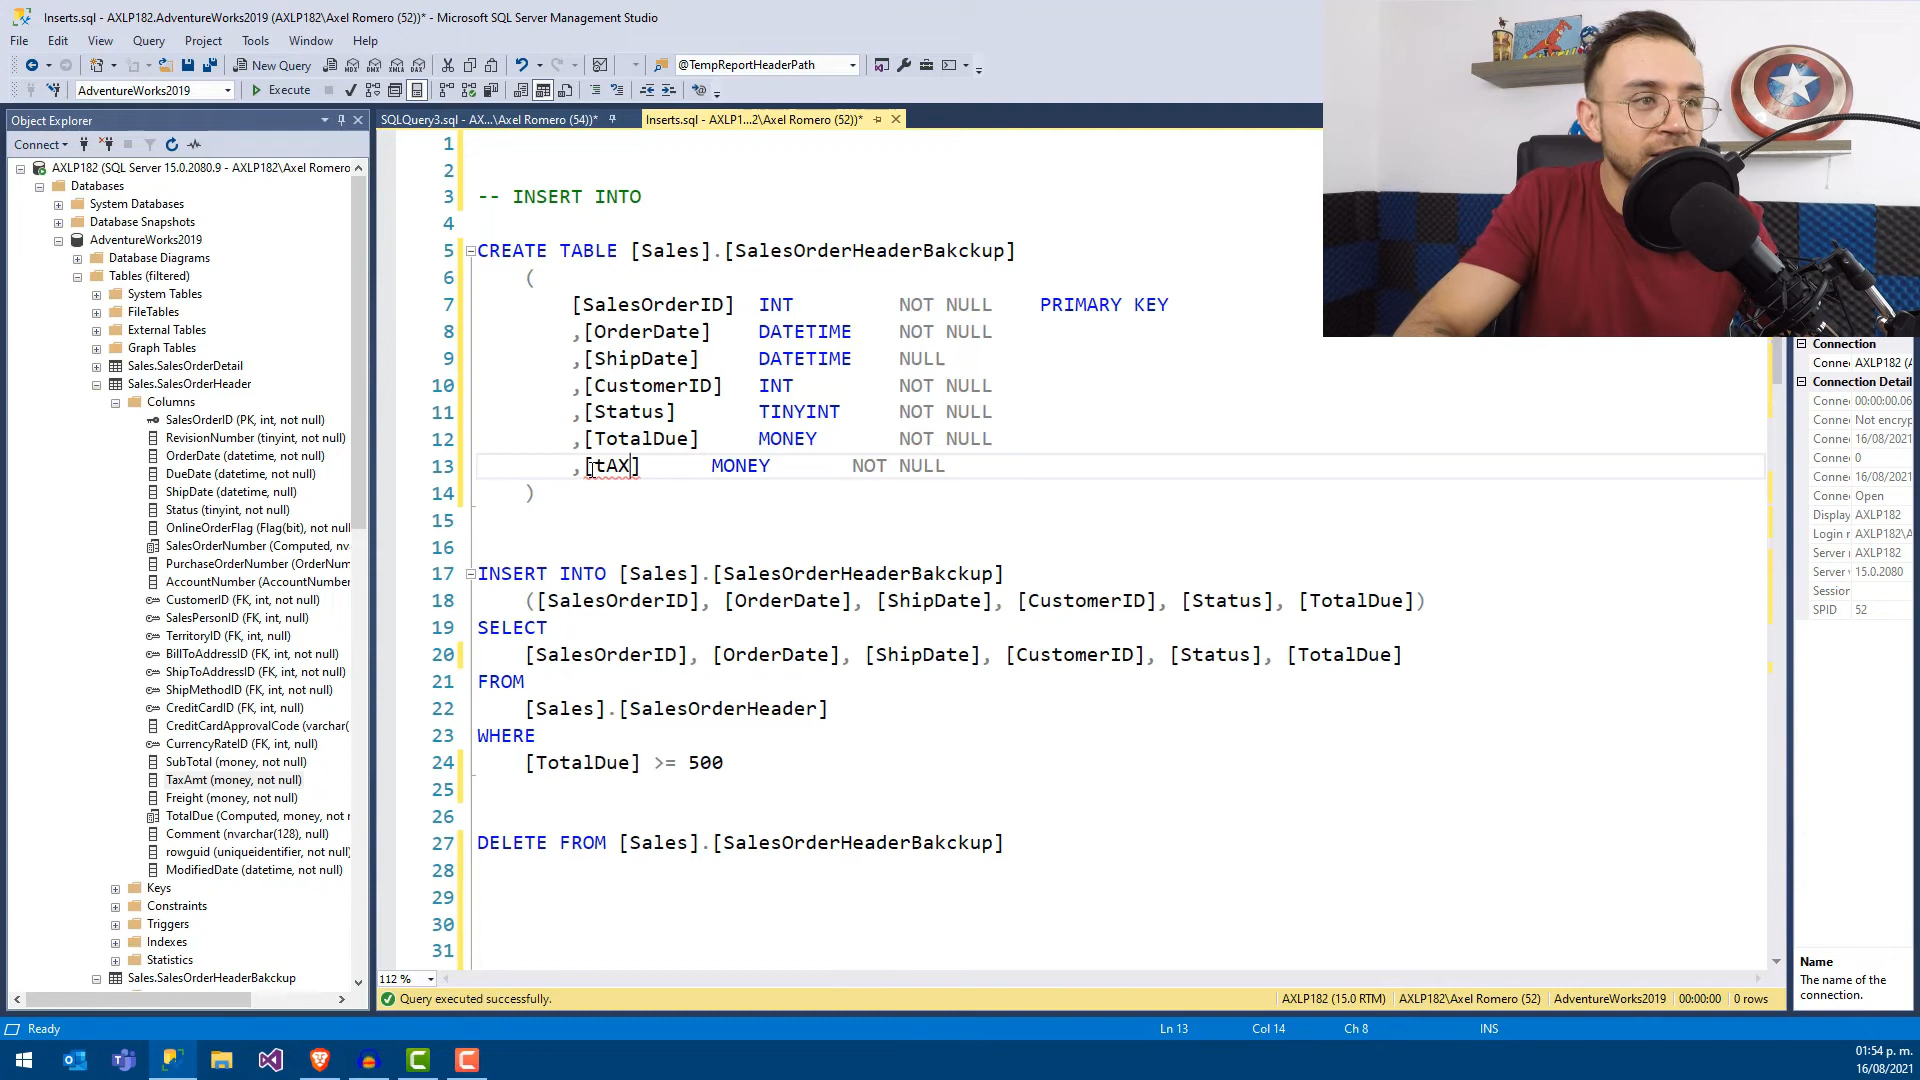 Inserts.sql - AXLP182.AdventureWorks2019 (AXLP182\Axel Romero (52))* - Microsoft SQL Server Management Studio
File Edit View Query Project Tools Window Help
New Query @TempReportHeaderPath
AdventureWorks2019 Execute
Object Explorer
Connect
AXLP182 (SQL Server 15.0.2080.9 - AXLP182\Axel Romero
Databases
System Databases
Database Snapshots
AdventureWorks2019
Database Diagrams
Tables (filtered)
System Tables
FileTables
External Tables
Graph Tables
Sales.SalesOrderDetail
Sales.SalesOrderHeader
Columns
SalesOrderID (PK, int, not null)
RevisionNumber (tinyint, not null)
OrderDate (datetime, not null)
DueDate (datetime, not null)
ShipDate (datetime, null)
Status (tinyint, not null)
OnlineOrderFlag (Flag(bit), not null)
SalesOrderNumber (Computed, nv
PurchaseOrderNumber (OrderNum
AccountNumber (AccountNumber
CustomerID (FK, int, not null)
SalesPersonID (FK, int, null)
TerritoryID (FK, int, null)
BillToAddressID (FK, int, not null)
ShipToAddressID (FK, int, not null)
ShipMethodID (FK, int, not null)
CreditCardID (FK, int, null)
CreditCardApprovalCode (varchar(
CurrencyRateID (FK, int, null)
SubTotal (money, not null)
TaxAmt (money, not null)
Freight (money, not null)
TotalDue (Computed, money, not r
Comment (nvarchar(128), null)
rowguid (uniqueidentifier, not null)
ModifiedDate (datetime, not null)
Keys
Constraints
Triggers
Indexes
Statistics
Sales.SalesOrderHeaderBakckup
SQLQuery3.sql - AX...\Axel Romero (54))* Inserts.sql - AXLP1...2\Axel Romero (52))*
1
2
3 -- INSERT INTO
4
5 CREATE TABLE [Sales].[SalesOrderHeaderBakckup]
6 (
7 [SalesOrderID] INT NOT NULL PRIMARY KEY
8 ,[OrderDate] DATETIME NOT NULL
9 ,[ShipDate] DATETIME NULL
10 ,[CustomerID] INT NOT NULL
11 ,[Status] TINYINT NOT NULL
12 ,[TotalDue] MONEY NOT NULL
13 ,[tAX] MONEY NOT NULL
14 )
15
16
17 INSERT INTO [Sales].[SalesOrderHeaderBakckup]
18 ([SalesOrderID], [OrderDate], [ShipDate], [CustomerID], [Status], [TotalDue])
19 SELECT
20 [SalesOrderID], [OrderDate], [ShipDate], [CustomerID], [Status], [TotalDue]
21 FROM
22 [Sales].[SalesOrderHeader]
23 WHERE
24 [TotalDue] >= 500
25
26
27 DELETE FROM [Sales].[SalesOrderHeaderBakckup]
28
29
30
31
112 %
Query executed successfully. AXLP182 (15.0 RTM) AXLP182\Axel Romero (52) AdventureWorks2019 00:00:00 0 rows
Connection
Conne AXLP182 (A
Connection Detail
Conne 00:00:00.06
Conne Not encryp
Conne 16/08/2021
Conne 0
Conne 16/08/2021
Conne Open
Display AXLP182
Login r AXLP182\A
Server r AXLP182
Server 15.0.2080
Session
SPID 52
Name
The name of the
connection.
Ready Ln 13 Col 14 Ch 8 INS
01:54 p. m.
16/08/2021